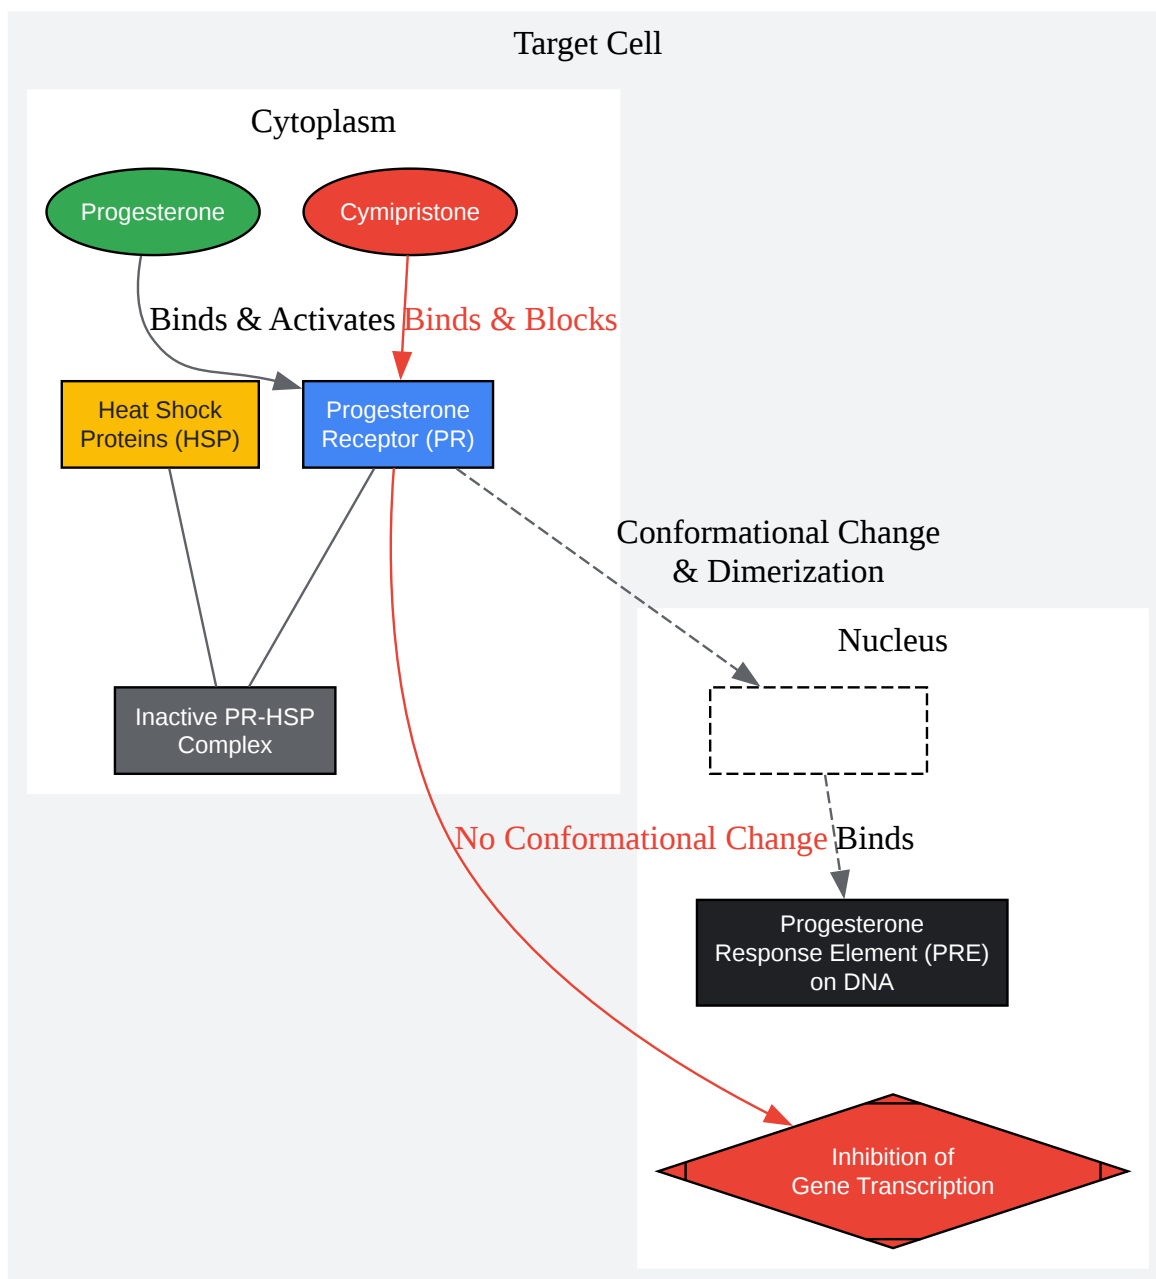 Target Cell
Cytoplasm
Progesterone
Cymipristone
Binds & Activates
Binds & Blocks
Heat Shock
Proteins (HSP)
Progesterone
Receptor (PR)
Conformational Change
& Dimerization
Nucleus
Inactive PR-HSP
Complex
No Conformational Change
Binds
Progesterone
Response Element (PRE)
on DNA
Inhibition of
Gene Transcription